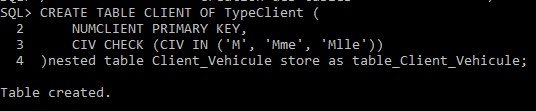 SQL> CREATE TABLE CLIENT OF TypeClient (
  2      NUMCLIENT PRIMARY KEY,
  3      CIV CHECK (CIV IN ('M', 'Mme', 'Mlle'))
  4  )nested table Client_Vehicule store as table_Client_Vehicule;
Table created.